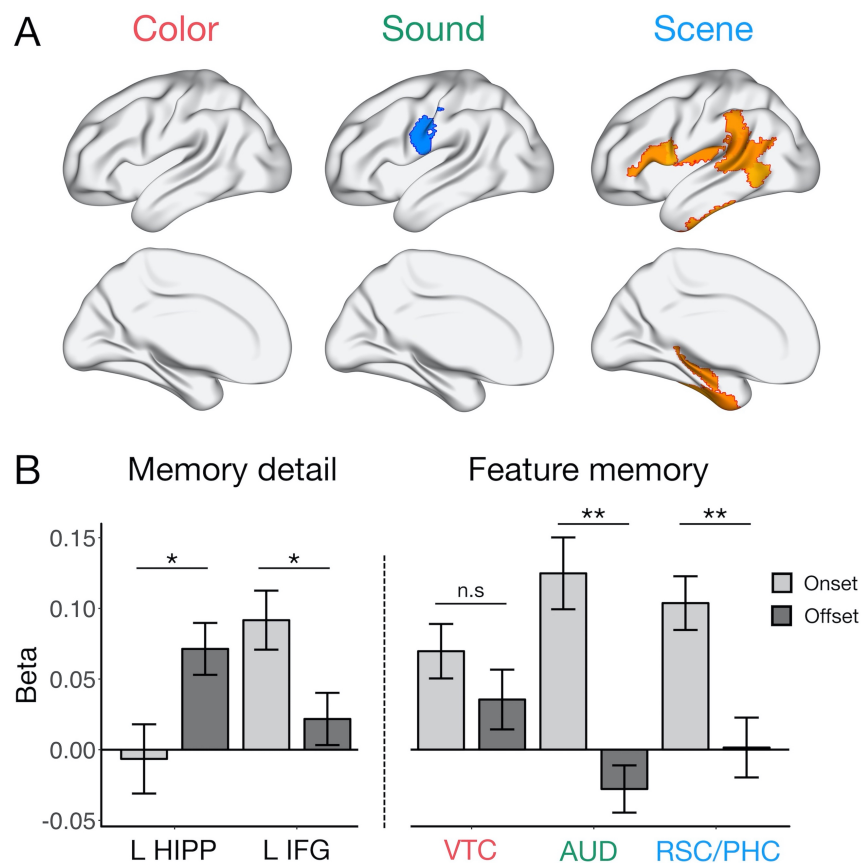 A
Color Sound Scene
B
Memory detail Feature memory
** **
* *
0.15
n.s
Onset
0.10
Offset
0.05
0.00
-0.05
Beta
L HIPP L IFG VTC AUD RSC/PHC